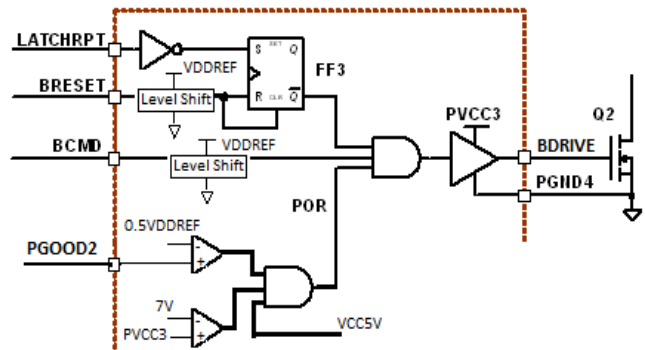 LATCHRPT
S SET Q
FF3
VDDREF
BRESET
Level Shift
R CLR Q
PVCC3
Q2
VDDREF
BCMD
Level Shift
BDRIVE
PGND4
POR
0.5VDDREF
PGOOD2
-
+
7V
PVCC3
-
+
VCC5V